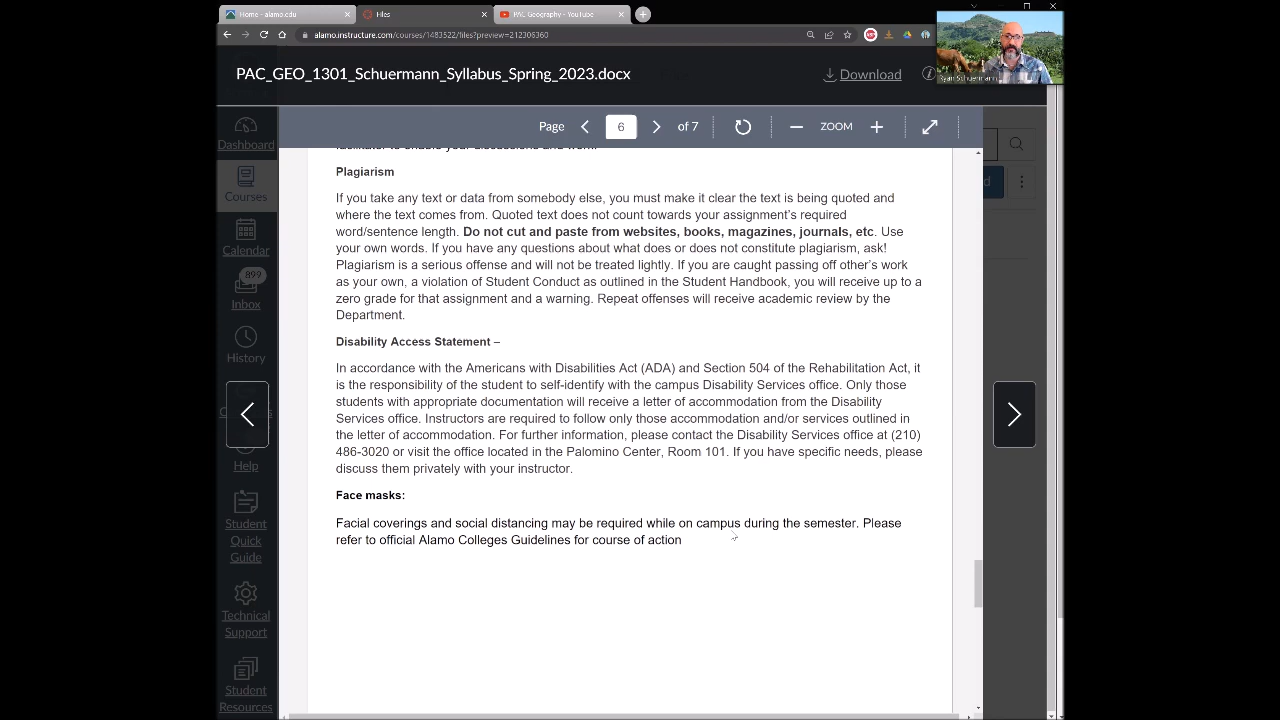 Home - alamo.edu
Files
PAC Geography - YouTube
alamo.instructure.com/courses/1483522/files?preview=212306360
Ryan Schuermann
PAC_GEO_1301_Schuermann_Syllabus_Spring_2023.docx
Download
Page 6 of 7 ZOOM
Dashboard
Courses
Calendar
899
Inbox
History
Help
Student
Quick
Guide
Technical
Support
Student
Resources
Plagiarism
If you take any text or data from somebody else, you must make it clear the text is being quoted and
where the text comes from. Quoted text does not count towards your assignment's required
word/sentence length. Do not cut and paste from websites, books, magazines, journals, etc. Use
your own words. If you have any questions about what does or does not constitute plagiarism, ask!
Plagiarism is a serious offense and will not be treated lightly. If you are caught passing off other's work
as your own, a violation of Student Conduct as outlined in the Student Handbook, you will receive up to a
zero grade for that assignment and a warning. Repeat offenses will receive academic review by the
Department.
Disability Access Statement –
In accordance with the Americans with Disabilities Act (ADA) and Section 504 of the Rehabilitation Act, it
is the responsibility of the student to self-identify with the campus Disability Services office. Only those
students with appropriate documentation will receive a letter of accommodation from the Disability
Services office. Instructors are required to follow only those accommodation and/or services outlined in
the letter of accommodation. For further information, please contact the Disability Services office at (210)
486-3020 or visit the office located in the Palomino Center, Room 101. If you have specific needs, please
discuss them privately with your instructor.
Face masks:
Facial coverings and social distancing may be required while on campus during the semester. Please
refer to official Alamo Colleges Guidelines for course of action